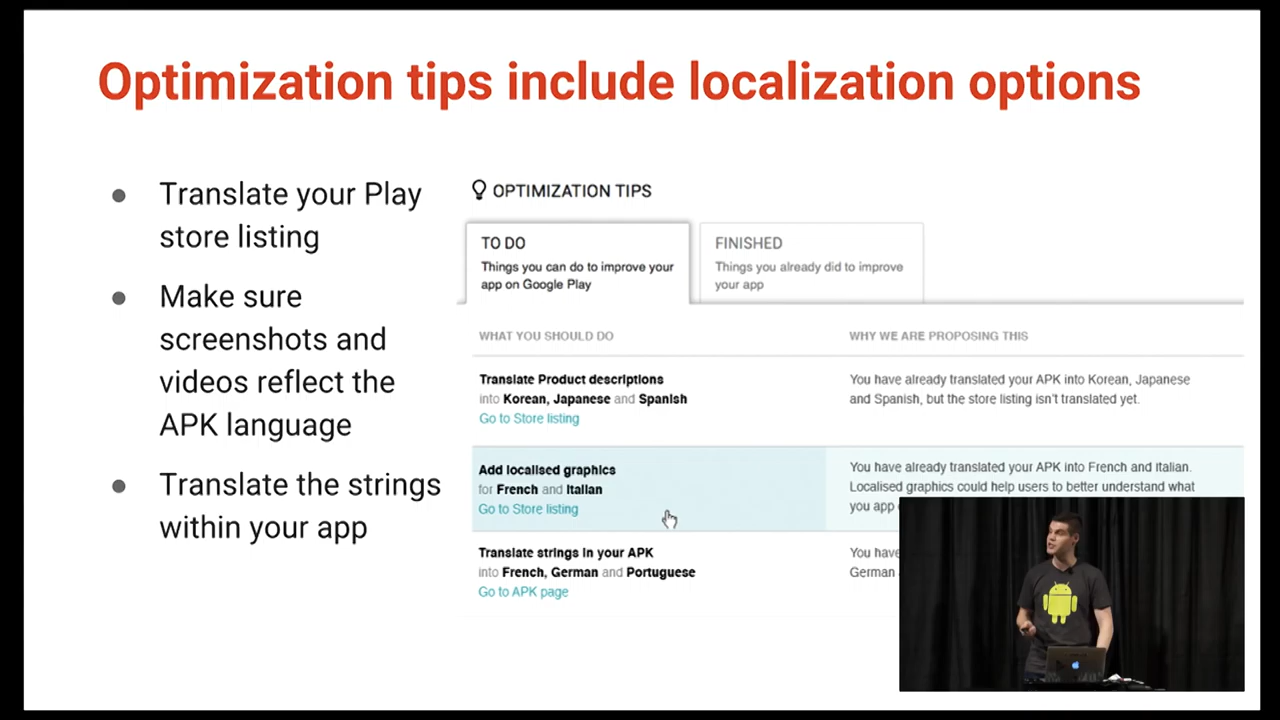 Optimization tips include localization options
Translate your Play
store listing
Make sure
screenshots and
videos reflect the
APK language
Translate the strings
within your app
OPTIMIZATION TIPS
TO DO
Things you can do to improve your
app on Google Play
FINISHED
Things you already did to improve
your app
WHAT YOU SHOULD DO
WHY WE ARE PROPOSING THIS
Translate Product descriptions
into Korean, Japanese and Spanish
Go to Store listing
You have already translated your APK into Korean, Japanese
and Spanish, but the store listing isn't translated yet.
Add localised graphics
for French and Italian
Go to Store listing
You have already translated your APK into French and Italian.
Localised graphics could help users to better understand what
you app
Translate strings in your APK
into French, German and Portuguese
Go to APK page
You have
German